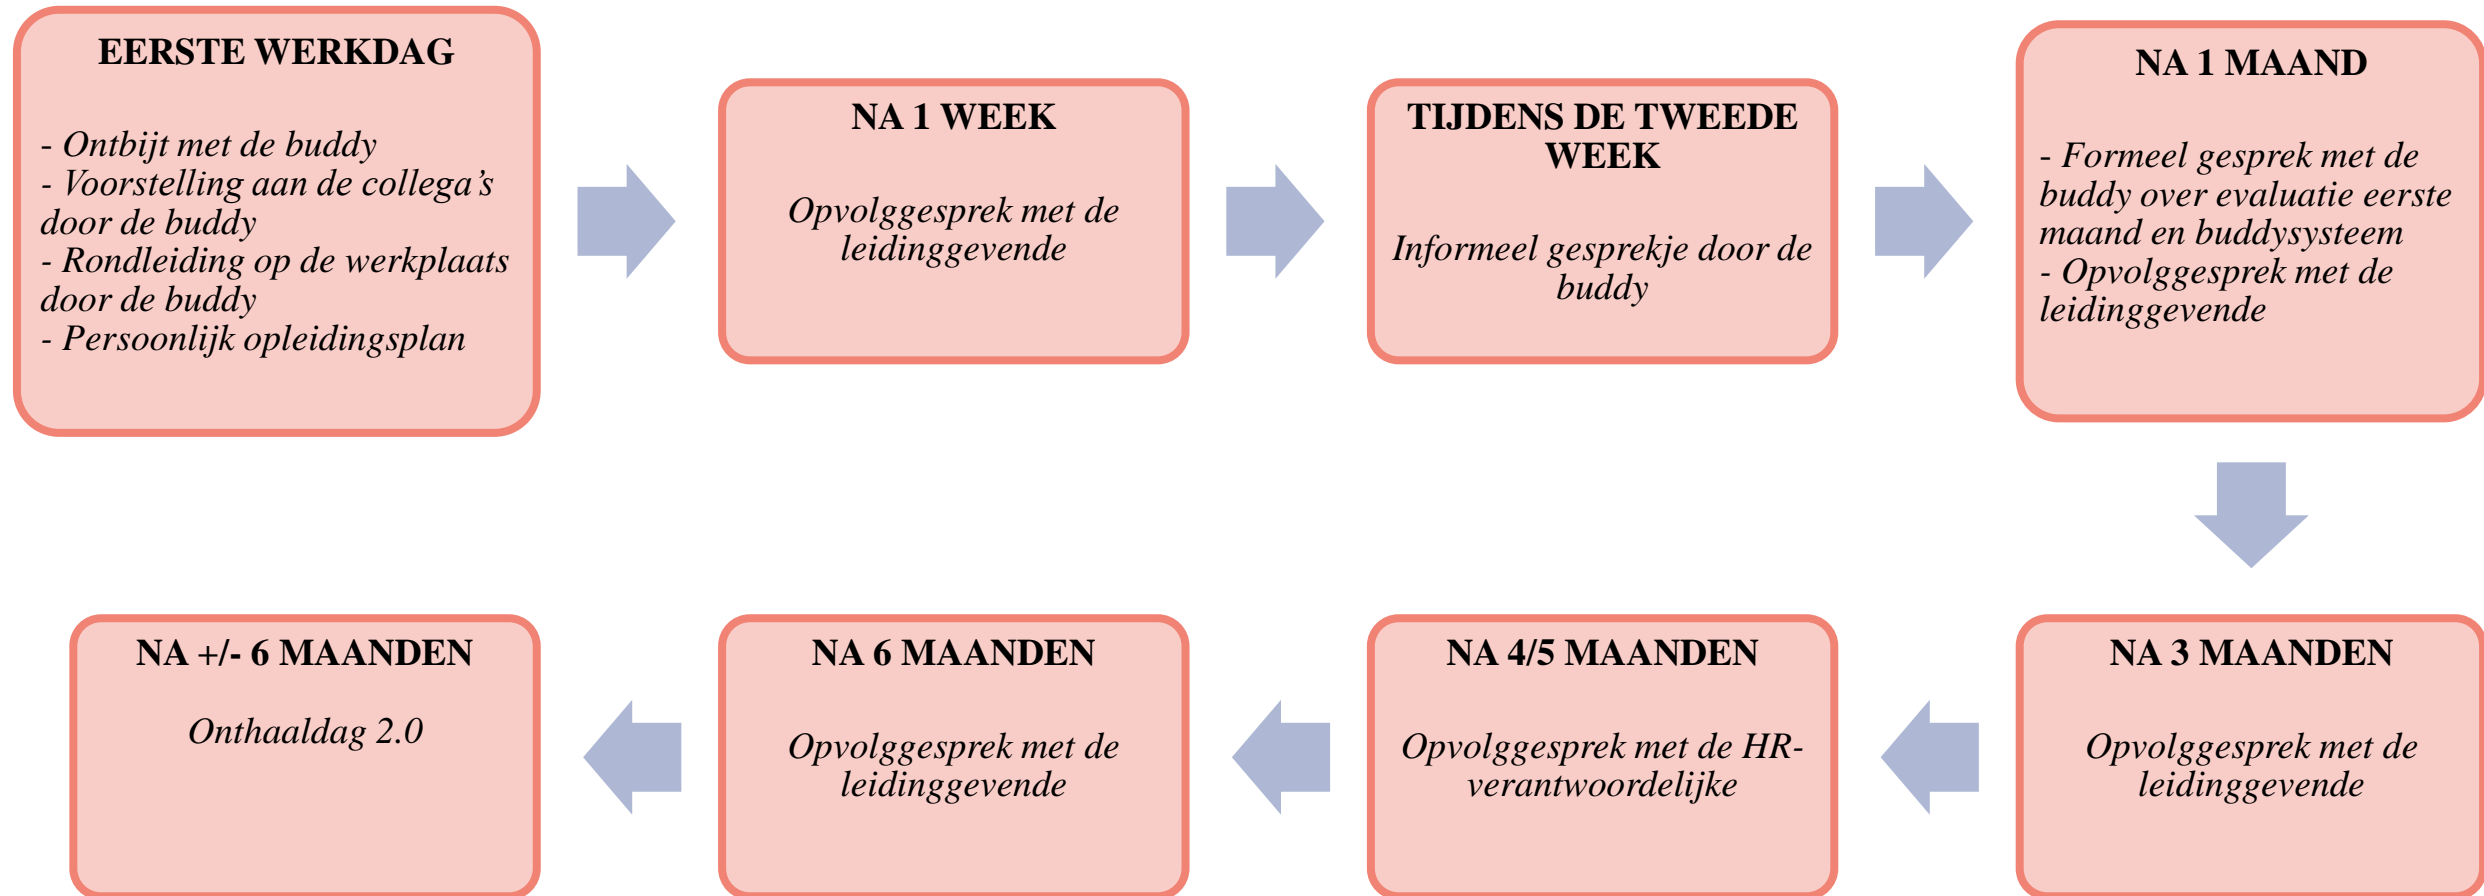 EERSTE WERKDAG
- Ontbijt met de buddy
- Voorstelling aan de collega’s
door de buddy
- Rondleiding op de werkplaats
door de buddy
- Persoonlijk opleidingsplan
NA 1 WEEK
Opvolggesprek met de
leidinggevende
TIJDENS DE TWEEDE
WEEK
Informeel gesprekje door de
buddy
NA 1 MAAND
- Formeel gesprek met de
buddy over evaluatie eerste
maand en buddysysteem
- Opvolggesprek met de
leidinggevende
NA 3 MAANDEN
Opvolggesprek met de
leidinggevende
NA 4/5 MAANDEN
Opvolggesprek met de HR-
verantwoordelijke
NA 6 MAANDEN
Opvolggesprek met de
leidinggevende
NA +/- 6 MAANDEN
Onthaaldag 2.0